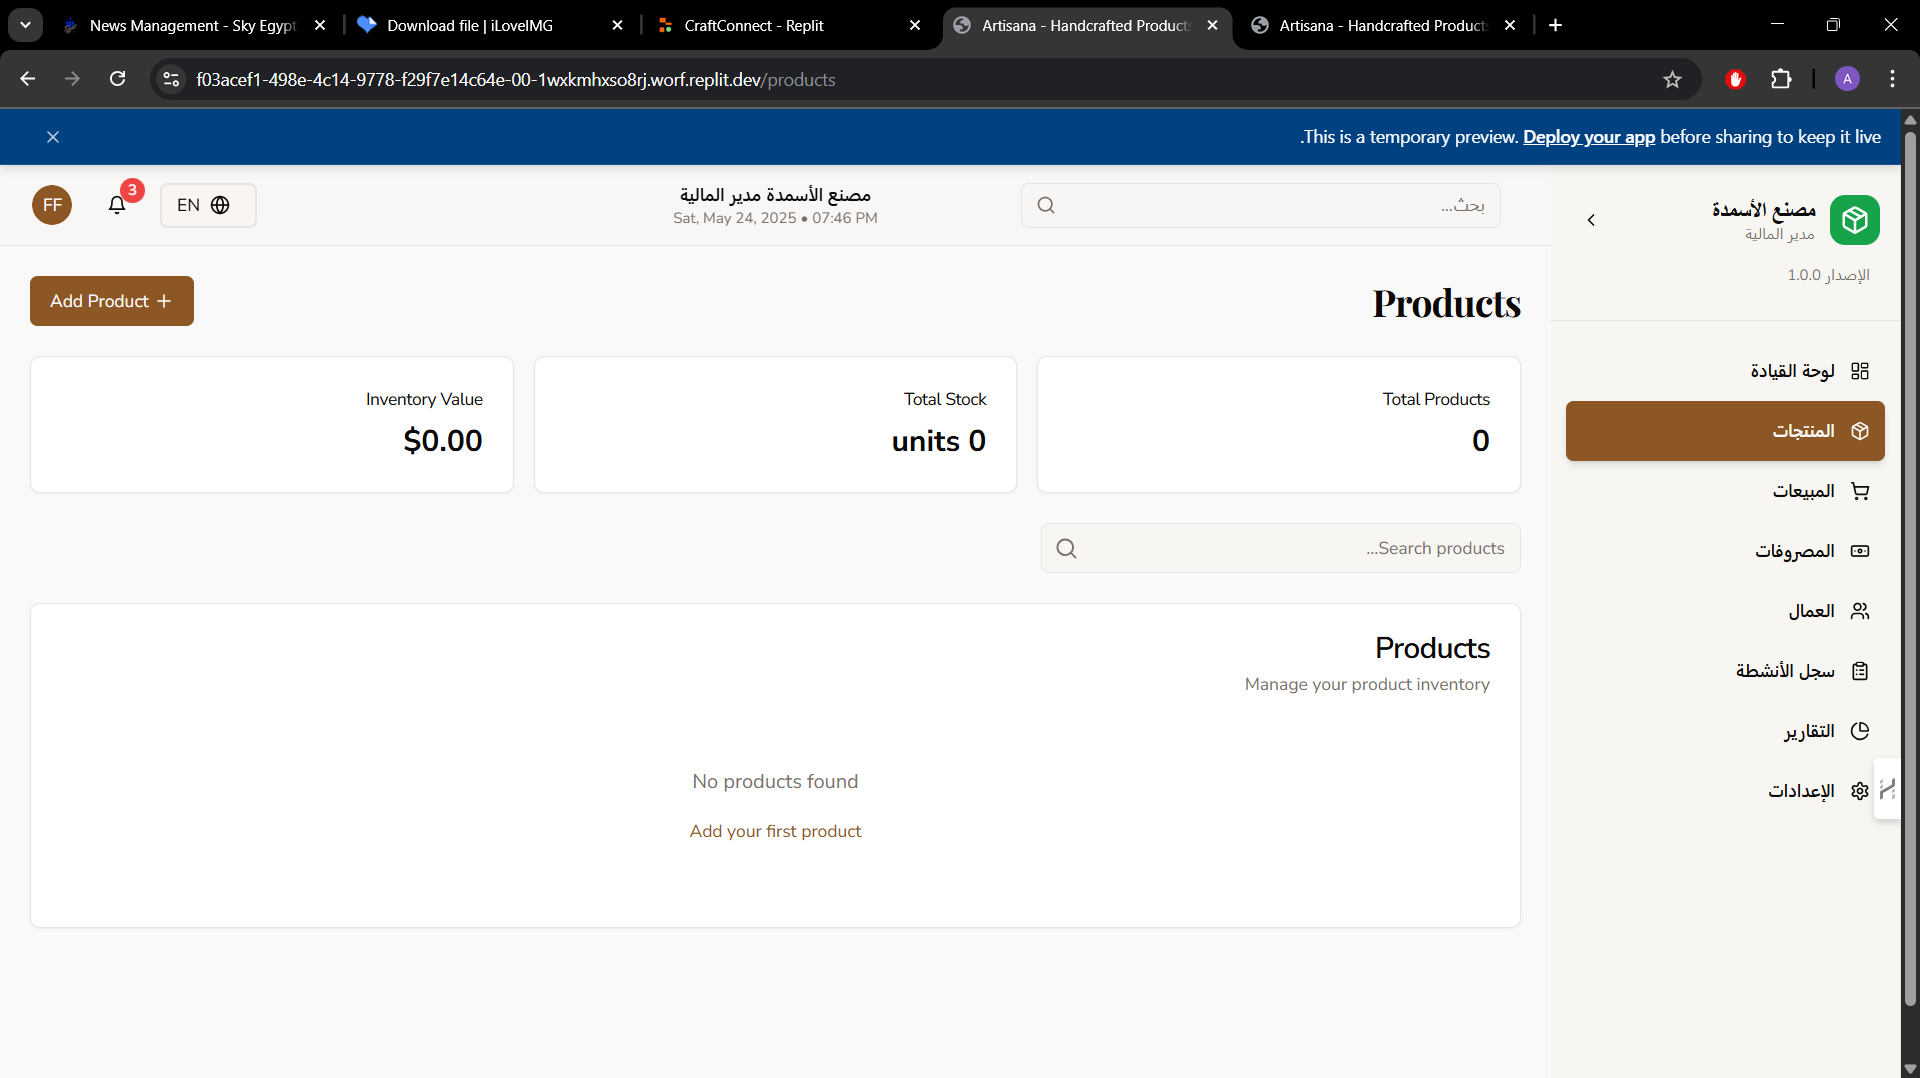 News Management - Sky Egypt
Download file | iLoveIMG
CraftConnect - Replit
Artisana - Handcrafted Products
Artisana - Handcrafted Products
f03acef1-498e-4c14-9778-f29f7e14c64e-00-1wxkmhxso8rj.worf.replit.dev/products
A
.This is a temporary preview. Deploy your app before sharing to keep it live
FF
3
EN
مصنع الأسمدة مدير المالية
Sat, May 24, 2025 • 07:46 PM
بحث...
مصنع الأسمدة
مدير المالية
الإصدار 1.0.0
Add Product
Products
Inventory Value
$0.00
Total Stock
units 0
Total Products
0
...Search products
Products
Manage your product inventory
No products found
Add your first product
لوحة القيادة
المنتجات
المبيعات
المصروفات
العمال
سجل الأنشطة
التقارير
الإعدادات